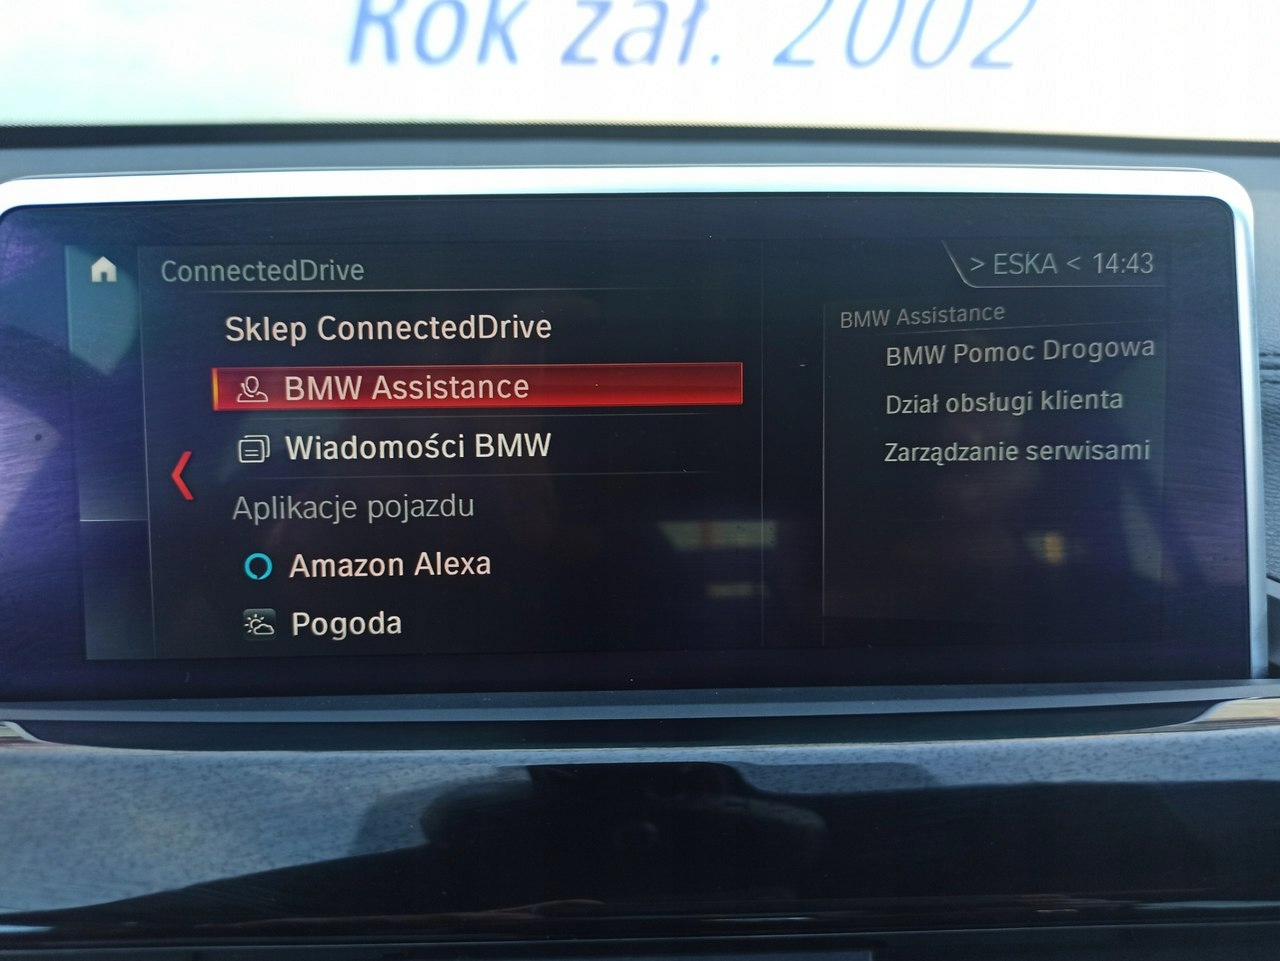 Rok zał. 2002
ConnectedDrive
> ESKA < 14:43
Sklep ConnectedDrive
BMW Assistance
Wiadomości BMW
Aplikacje pojazdu
Amazon Alexa
Pogoda
BMW Assistance
BMW Pomoc Drogowa
Dział obsługi klienta
Zarządzanie serwisami